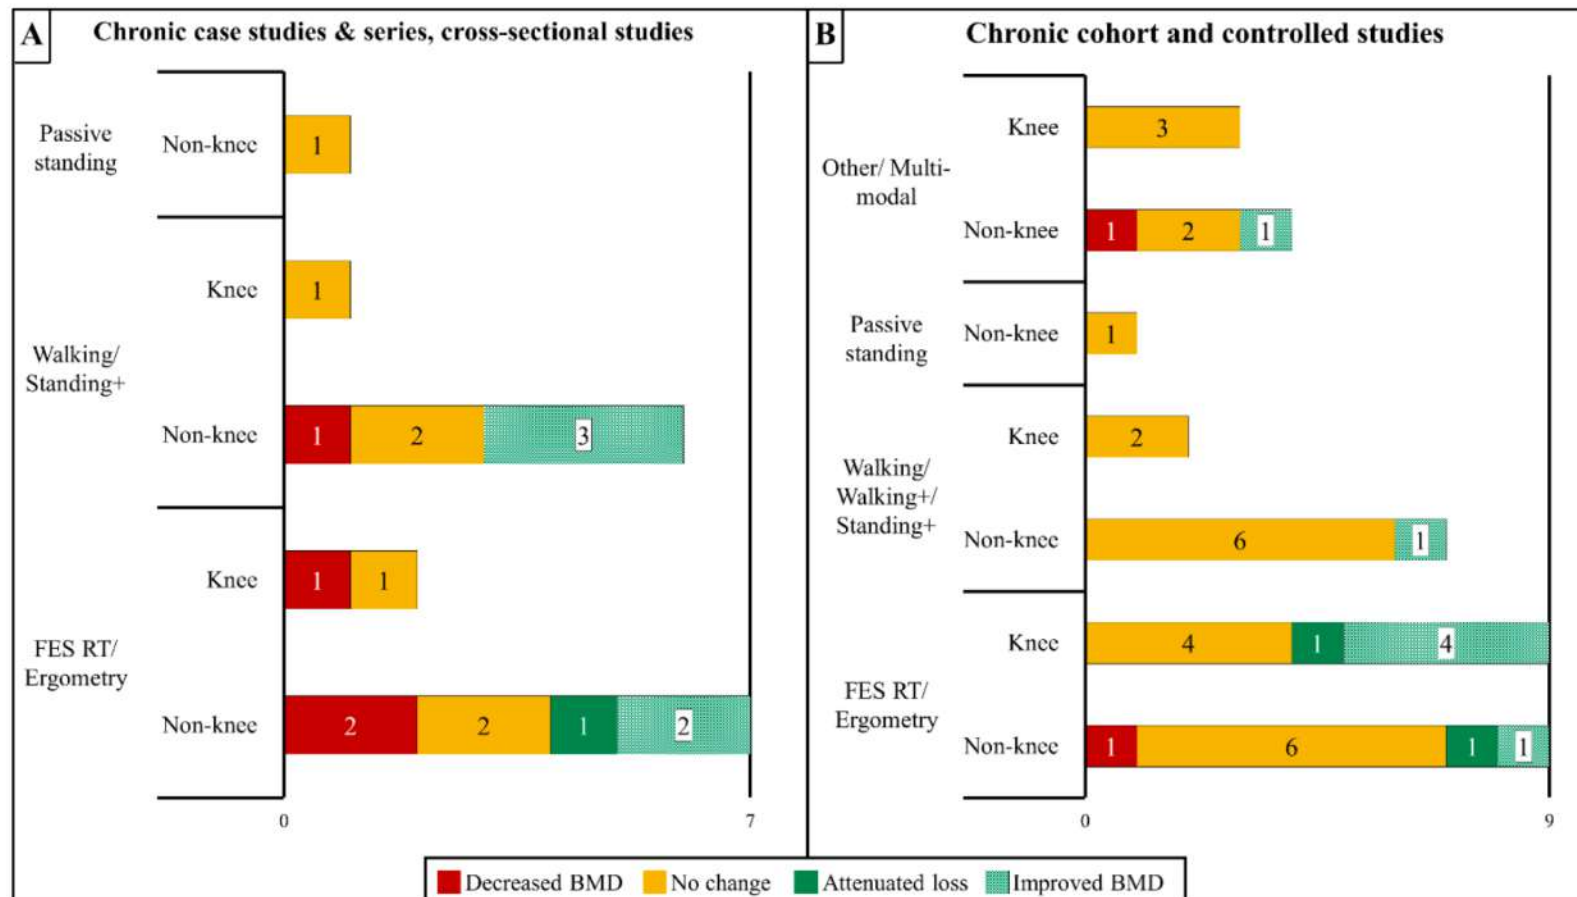 A
Chronic case studies & series, cross-sectional studies
Passive
standing
Non-knee
1
Walking/
Standing+
Knee
1
Non-knee
1
2
3
FES RT/
Ergometry
Knee
1
1
Non-knee
2
2
1
2
0
7
B
Chronic cohort and controlled studies
Other/ Multi-
modal
Knee
3
Non-knee
1
2
1
Passive
standing
Non-knee
1
Walking/
Walking+/
Standing+
Knee
2
Non-knee
6
1
FES RT/
Ergometry
Knee
4
1
4
Non-knee
1
6
1
1
0
9
Decreased BMD
No change
Attenuated loss
Improved BMD